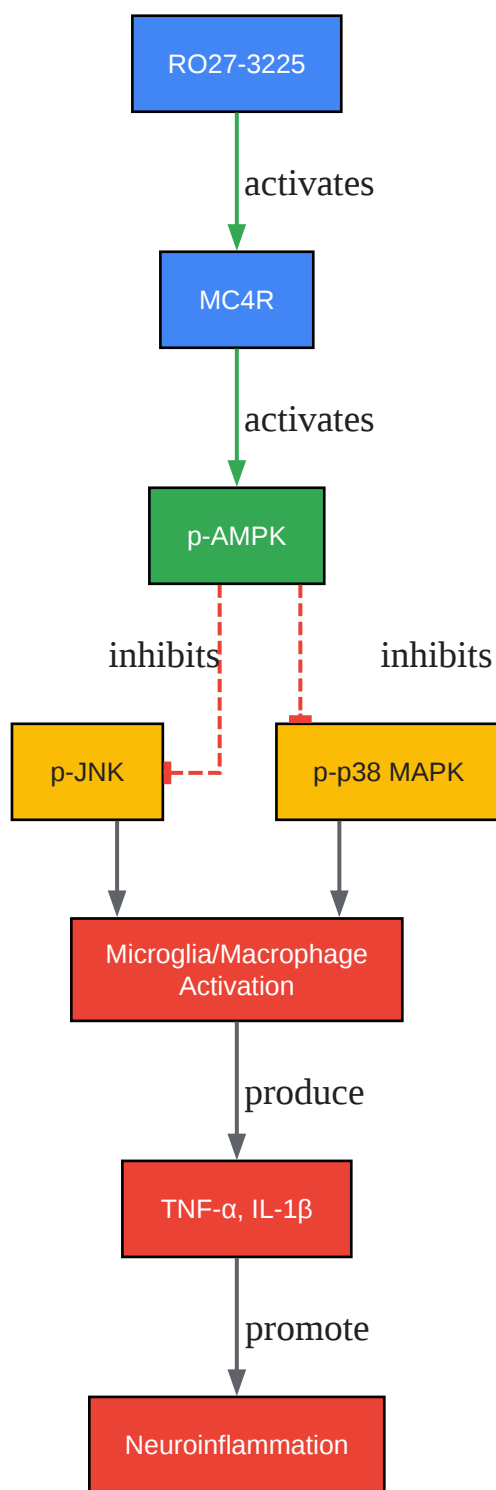 RO27-3225
activates
MC4R
activates
p-AMPK
inhibits
inhibits
p-JNK
p-p38 MAPK
Microglia/Macrophage
Activation
produce
TNF-α, IL-1β
promote
Neuroinflammation